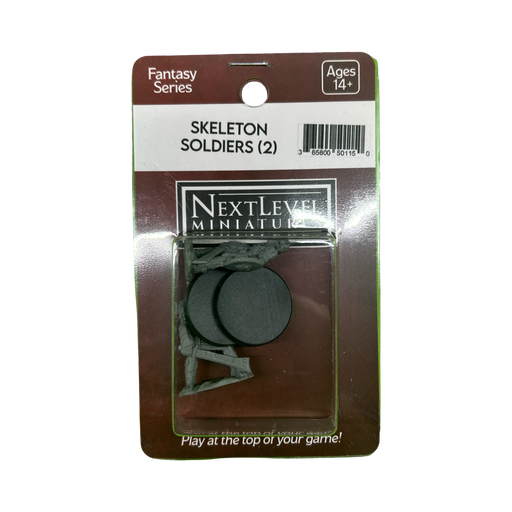 Fantasy
Series
Ages
14+
SKELETON
SOLDIERS (2)
3 65800 50115 0
NEXTLEVEL
MINIATURE
Play at the top of your game!